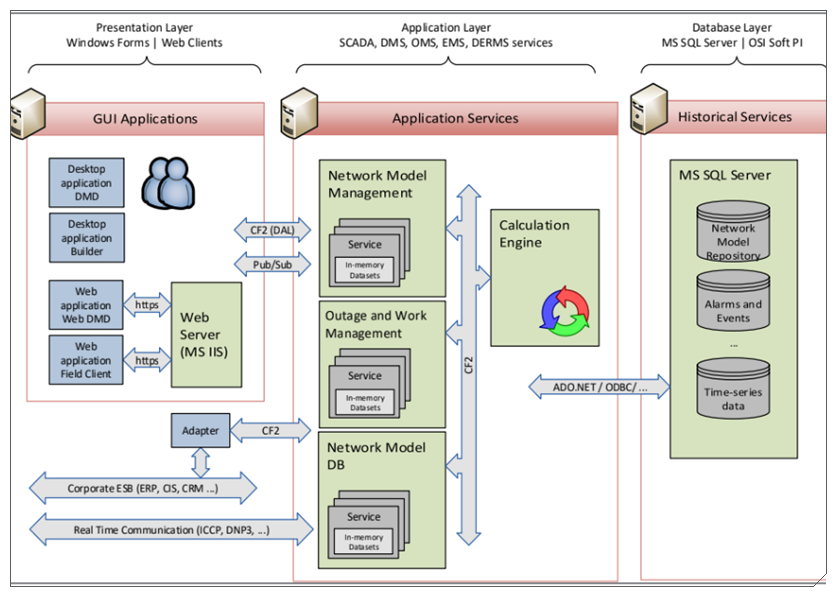 Presentation Layer
Windows Forms | Web Clients
Application Layer
SCADA, DMS, OMS, EMS, DERMS services
Database Layer
MS SQL Server | OSI Soft PI
GUI Applications
Application Services
Historical Services
Desktop
application
DMD
Desktop
application
Builder
Web
application
Web DMD
Web
application
Field Client
https
https
Web
Server
(MS IIS)
CF2 (DAL)
Pub/Sub
Network Model
Management
Service
In-memory
Datasets
Outage and Work
Management
Service
In-memory
Datasets
Network Model
DB
Service
In-memory
Datasets
CF2
Calculation
Engine
ADO.NET / ODBC/ ...
MS SQL Server
Network
Model
Repository
Alarms and
Events
...
Time-series
data
Adapter
CF2
Corporate ESB (ERP, CIS, CRM ...)
Real Time Communication (ICCP, DNP3, ...)